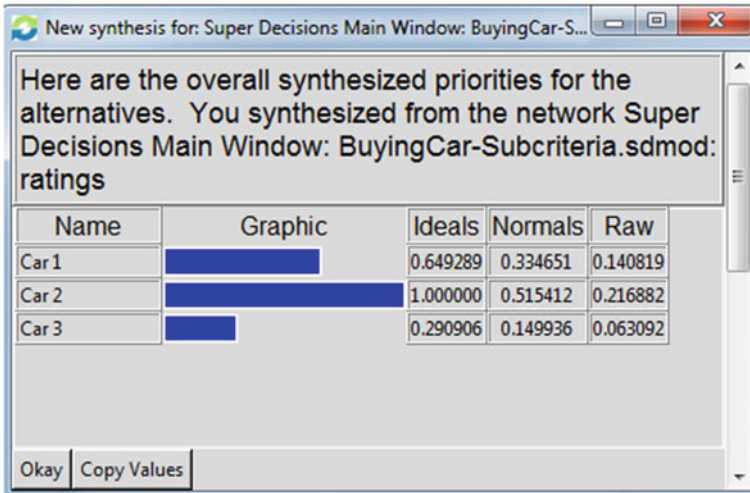 New synthesis for: Super Decisions Main Window: BuyingCar-S...
Here are the overall synthesized priorities for the
alternatives. You synthesized from the network Super
Decisions Main Window: BuyingCar-Subcriteria.sdmod:
ratings
Name Graphic Ideals Normals Raw
Car 1 0.649289 0.334651 0.140819
Car 2 1.000000 0.515412 0.216882
Car 3 0.290906 0.149936 0.063092
Okay Copy Values